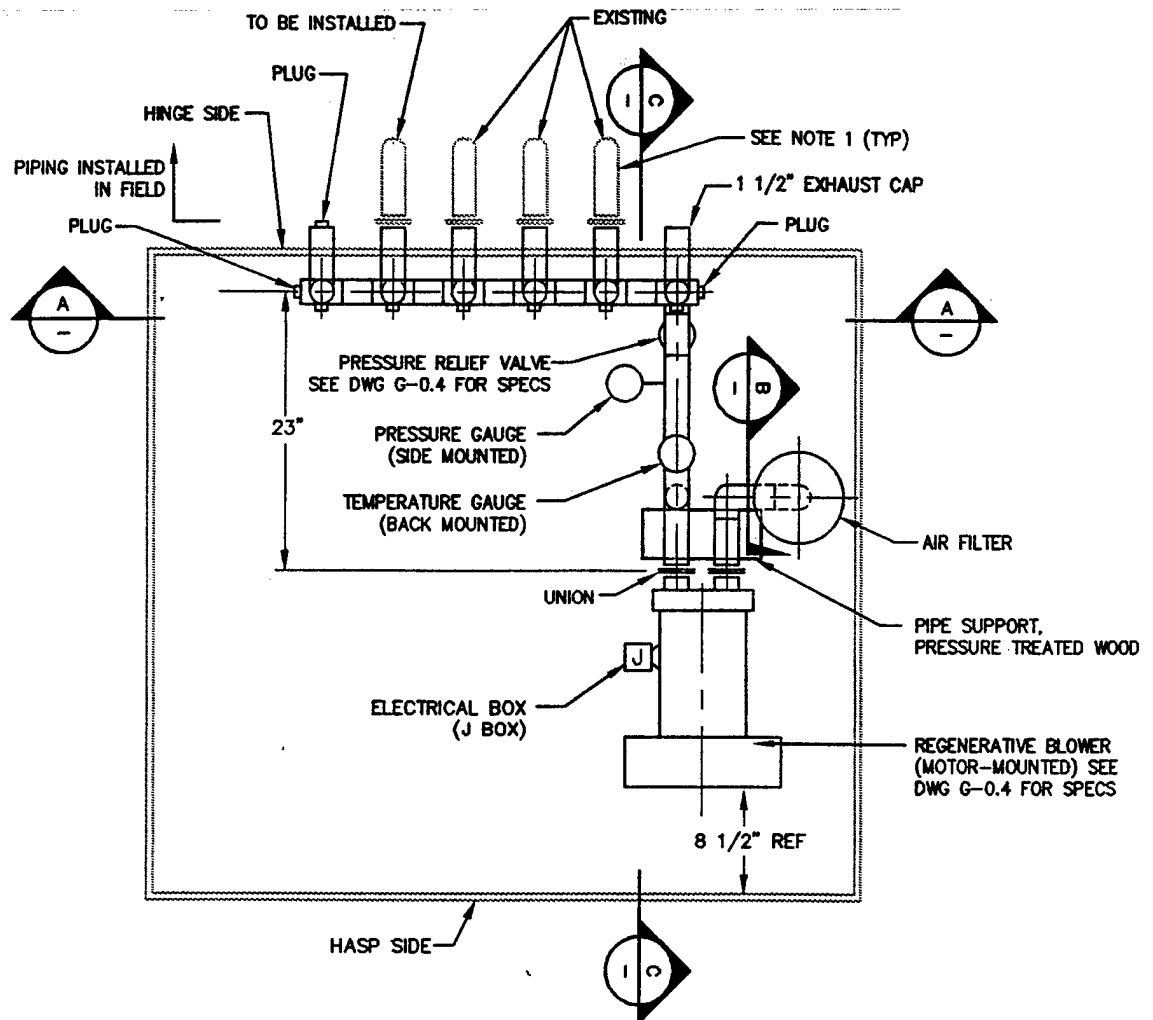 TO BE INSTALLED
EXISTING
PLUG
HINGE SIDE
C
–
SEE NOTE 1 (TYP)
PIPING INSTALLED
IN FIELD
1 1/2" EXHAUST CAP
PLUG
PLUG
A
–
A
–
PRESSURE RELIEF VALVE
SEE DWG G-0.4 FOR SPECS
B
–
23"
PRESSURE GAUGE
(SIDE MOUNTED)
TEMPERATURE GAUGE
(BACK MOUNTED)
AIR FILTER
UNION
PIPE SUPPORT,
PRESSURE TREATED WOOD
J
ELECTRICAL BOX
(J BOX)
REGENERATIVE BLOWER
(MOTOR-MOUNTED) SEE
DWG G-0.4 FOR SPECS
8 1/2" REF
HASP SIDE
C
–